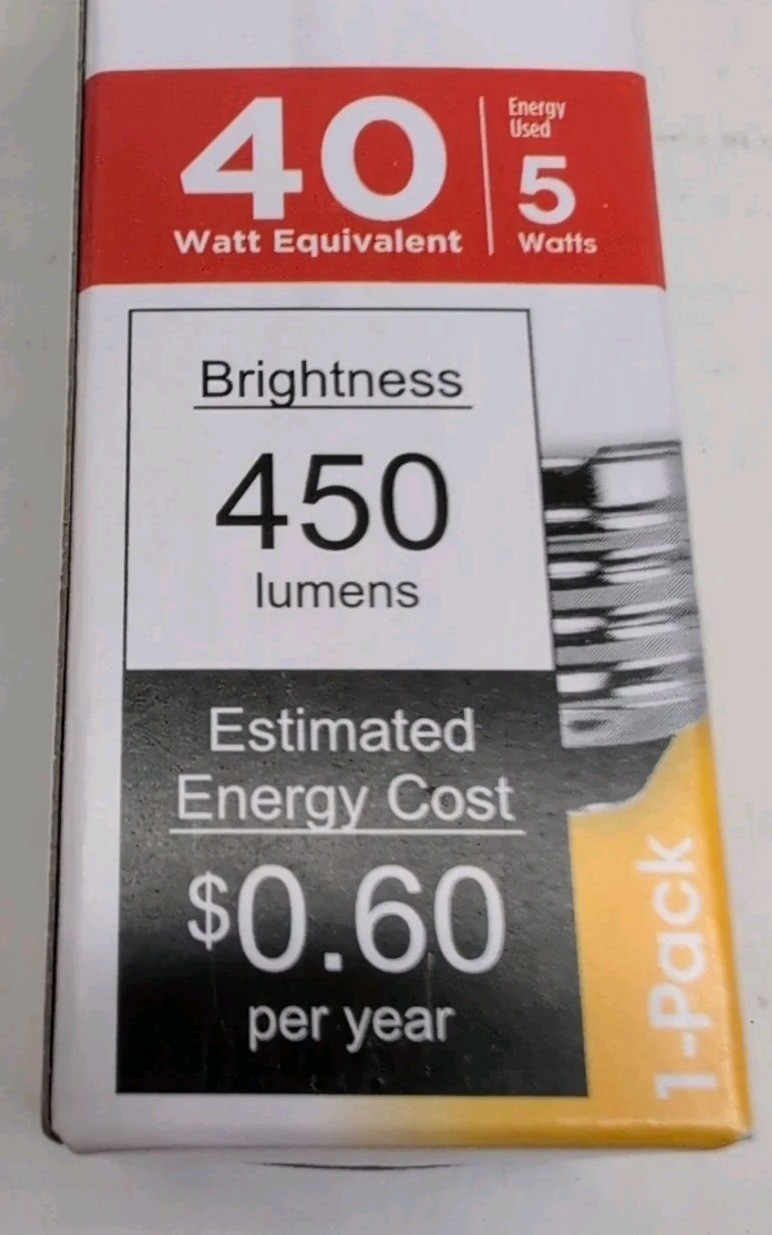 40
Watt Equivalent
Energy
Used
5
Watts
Brightness
450
lumens
Estimated
Energy Cost
$0.60
per year
1-Pack